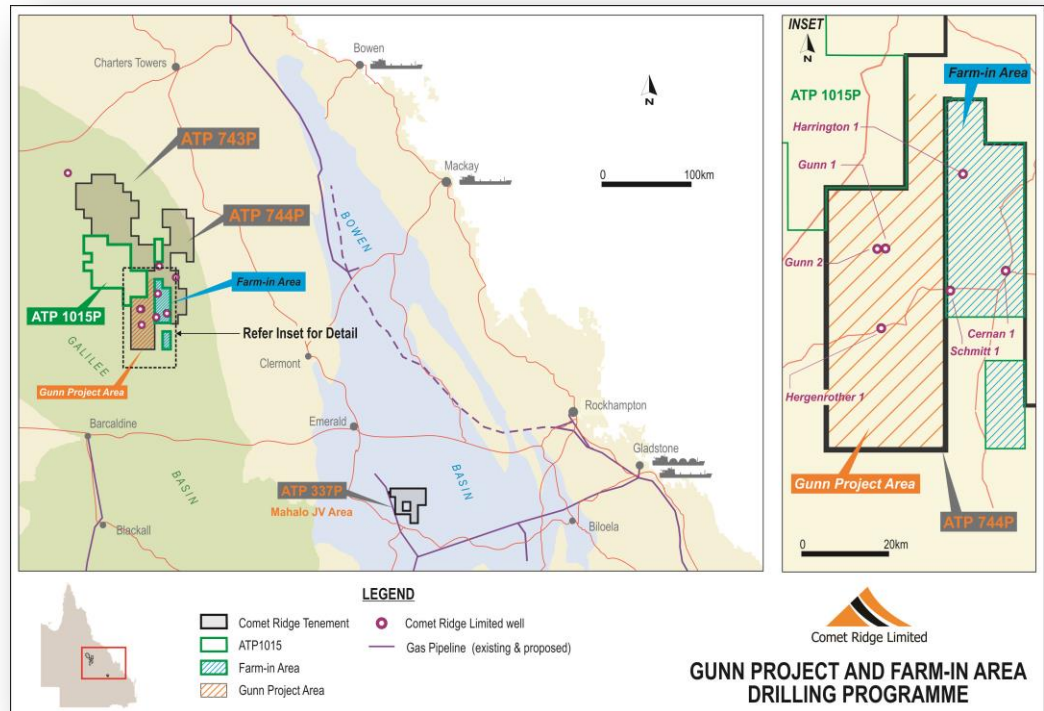 Bowen
Charters Towers
N
ATP 743P
Mackay
100km
0
ATP 744P
BOWEN
Farm-in Area
ATP 1015P
Refer Inset for Detail
GALILEE
Clermont
Gunn Project Area
Rockhampton
Emerald
Barcaldine
Gladstone
BASIN
BASIN
ATP 337P
Mahalo JV Area
Biloela
Blackall
INSET
N
Farm-in Area
ATP 1015P
Harrington 1
Gunn 1
Gunn 2
Cernan 1
Schmitt 1
Hergenrother 1
Gunn Project Area
ATP 744P
0
20km
LEGEND
Comet Ridge Tenement
ATP1015
Farm-in Area
Gunn Project Area
Comet Ridge Limited well
Gas Pipeline (existing & proposed)
Comet Ridge Limited
GUNN PROJECT AND FARM-IN AREA
DRILLING PROGRAMME